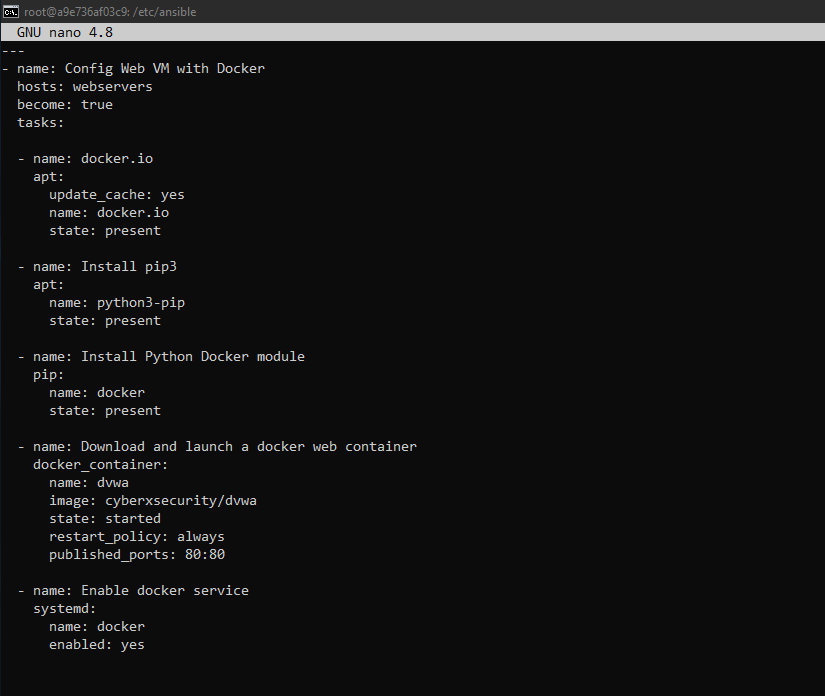 root@a9e736af03c9: /etc/ansible
GNU nano 4.8
---
- name: Config Web VM with Docker
  hosts: webservers
  become: true
  tasks:

  - name: docker.io
    apt:
      update_cache: yes
      name: docker.io
      state: present

  - name: Install pip3
    apt:
      name: python3-pip
      state: present

  - name: Install Python Docker module
    pip:
      name: docker
      state: present

  - name: Download and launch a docker web container
    docker_container:
      name: dvwa
      image: cyberxsecurity/dvwa
      state: started
      restart_policy: always
      published_ports: 80:80

  - name: Enable docker service
    systemd:
      name: docker
      enabled: yes